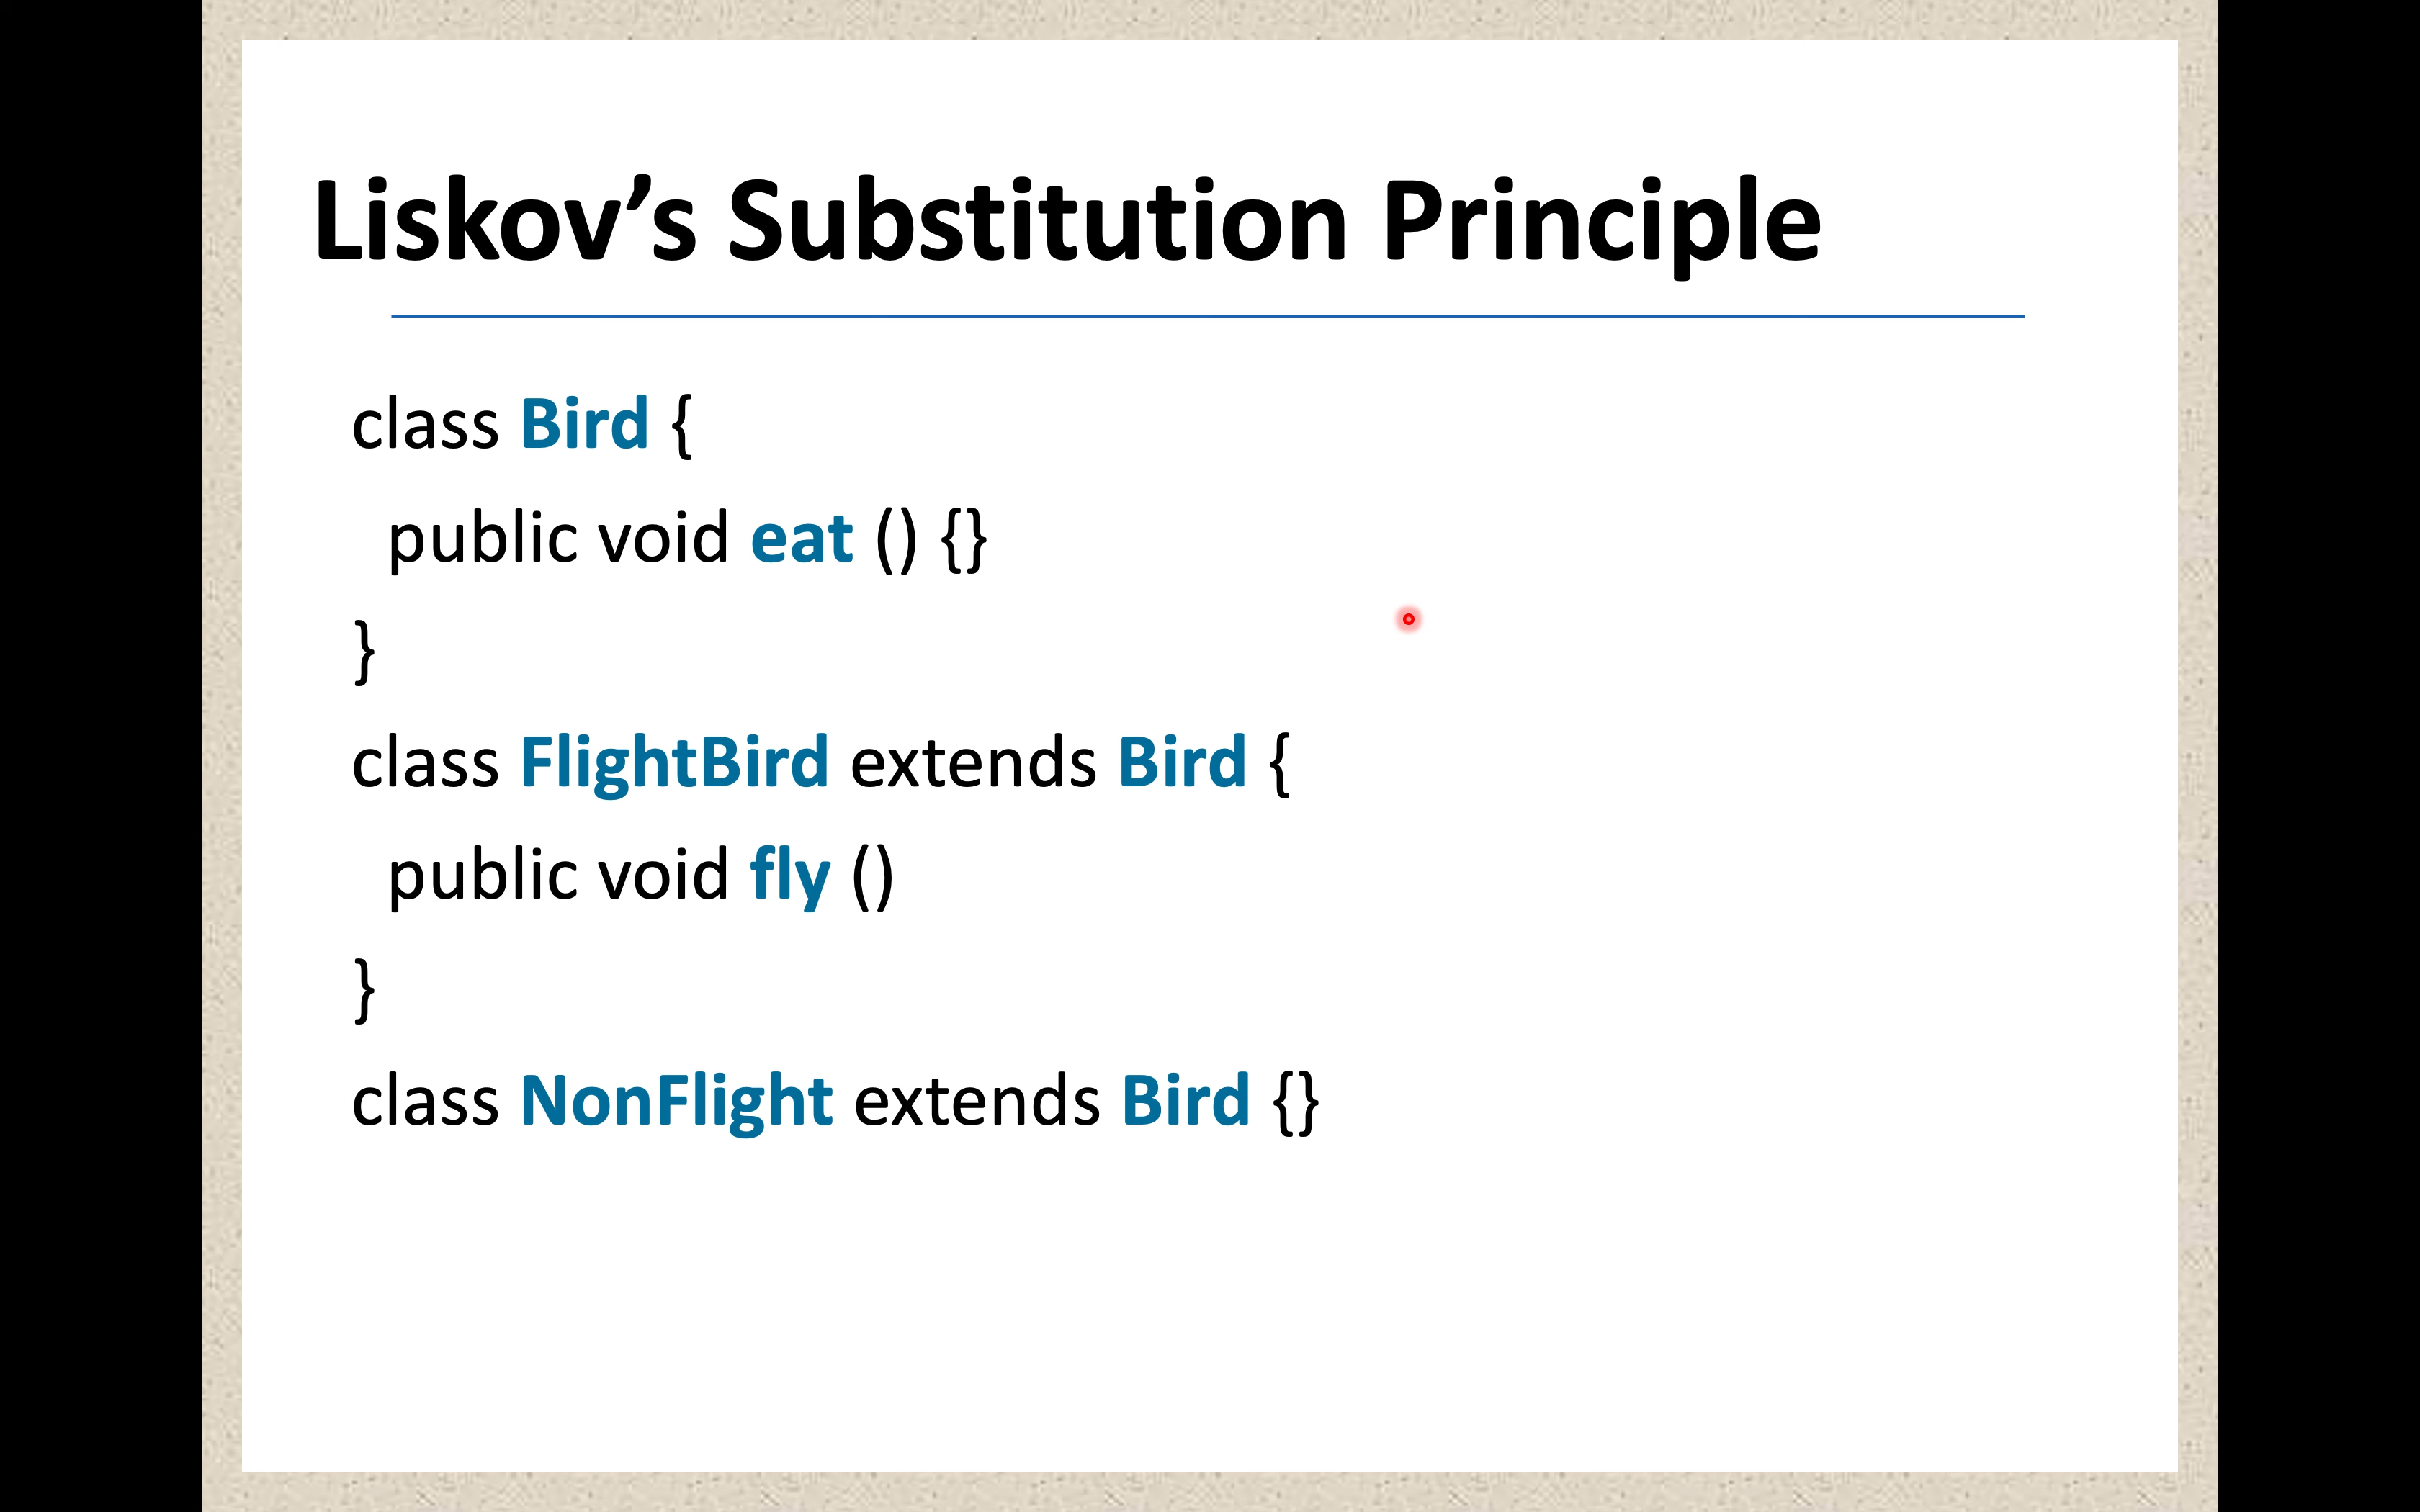 Liskov’s Substitution Principle
class Bird {
public void eat () {}
}
class FlightBird extends Bird {
public void fly ()
}
class NonFlight extends Bird {}